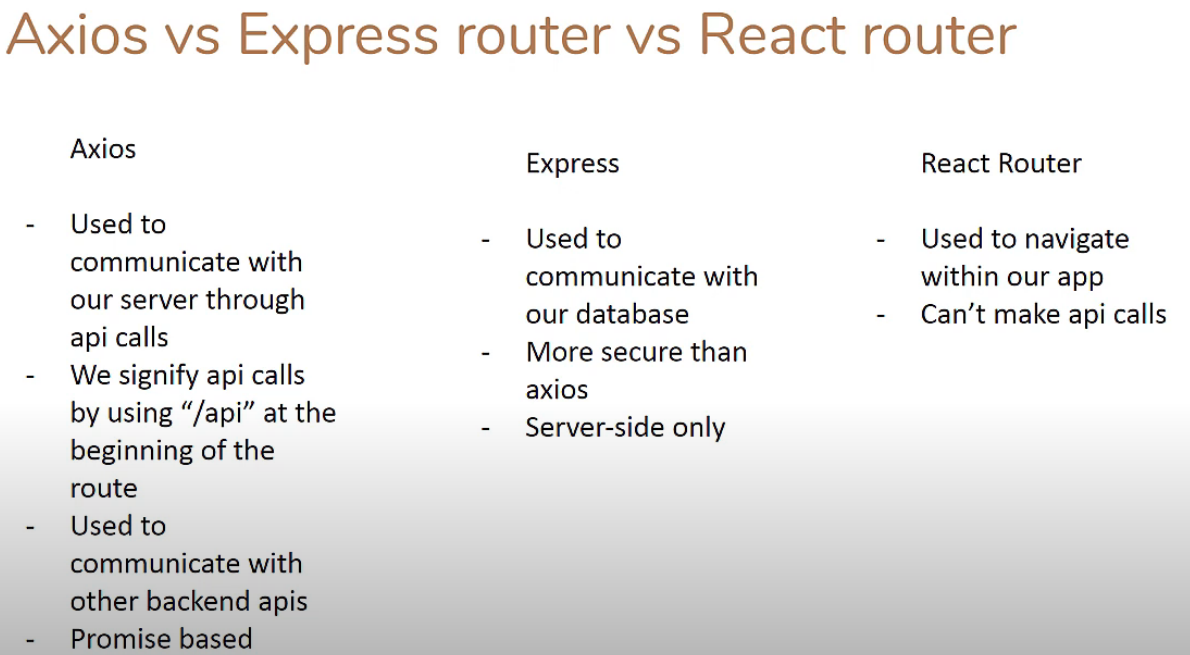 Axios vs Express router vs React router
Axios
- Used to
communicate with
our server through
api calls
- We signify api calls
by using “/api” at the
beginning of the
route
- Used to
communicate with
other backend apis
- Promise based
Express
- Used to
communicate with
our database
- More secure than
axios
- Server-side only
React Router
- Used to navigate
within our app
- Can’t make api calls